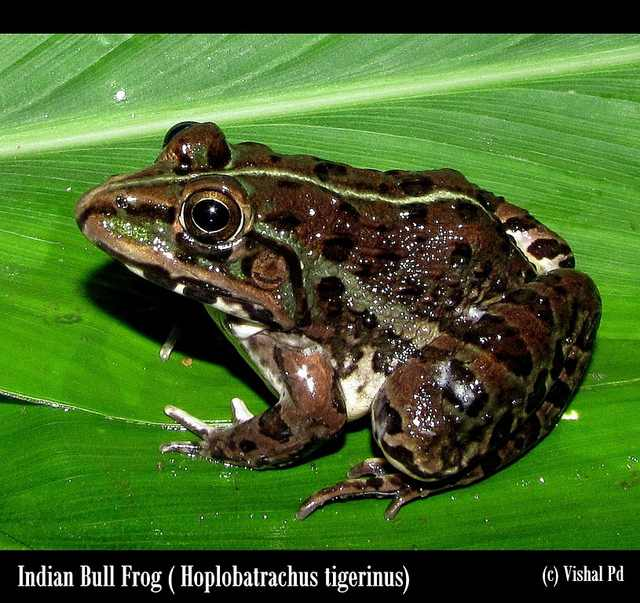 Indian Bull Frog ( Hoplobatrachus tigerinus) (c) Vishal Pd